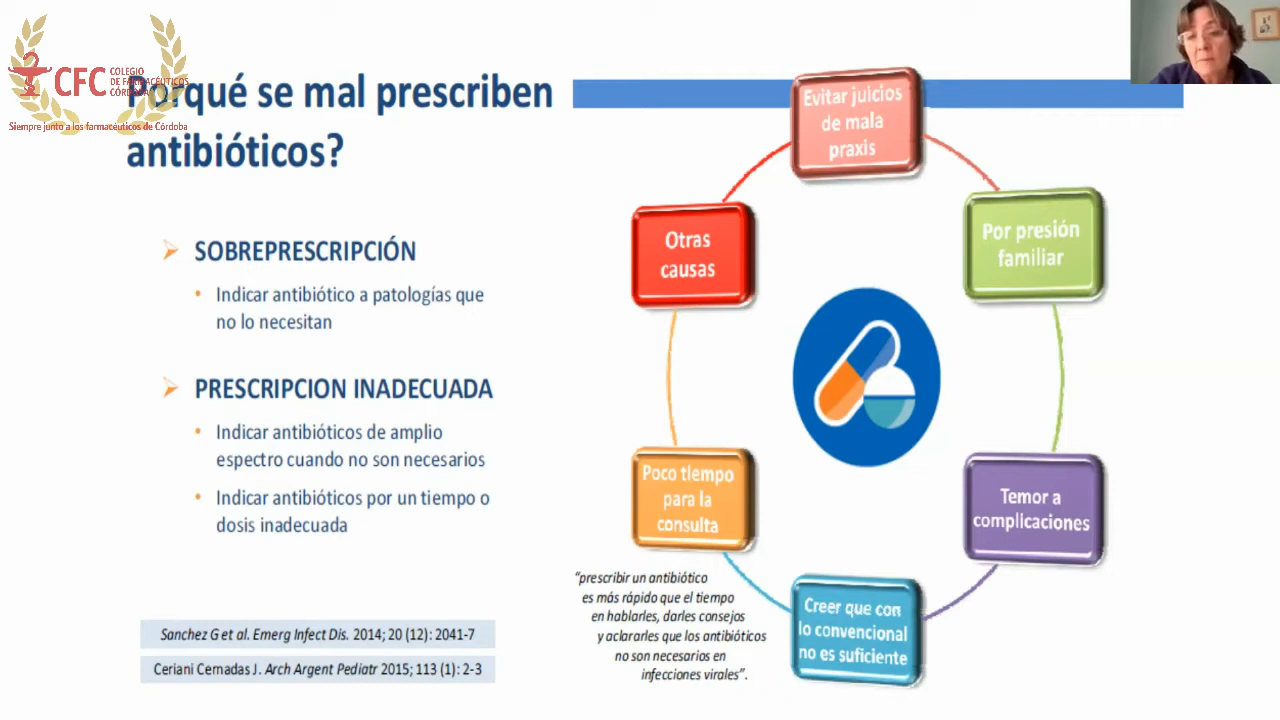 CFC
COLEGIO
DE FARMACÉUTICOS
CÓRDOBA
Siempre junto a los farmacéuticos de Córdoba
Porqué se mal prescriben
antibióticos?
SOBREPRESCRIPCIÓN
• Indicar antibiótico a patologías que
no lo necesitan
PRESCRIPCION INADECUADA
• Indicar antibióticos de amplio
espectro cuando no son necesarios
• Indicar antibióticos por un tiempo o
dosis inadecuada
Sanchez G et al. Emerg Infect Dis. 2014; 20 (12): 2041-7
Ceriani Cernadas J. Arch Argent Pediatr 2015; 113 (1): 2-3
Evitar juicios
de mala
praxis
Por presión
familiar
Temor a
complicaciones
Creer que con
lo convencional
no es suficiente
Poco tiempo
para la
consulta
Otras
causas
“prescribir un antibiótico
es más rápido que el tiempo
en hablarles, darles consejos
y aclararles que los antibióticos
no son necesarios en
infecciones virales”.